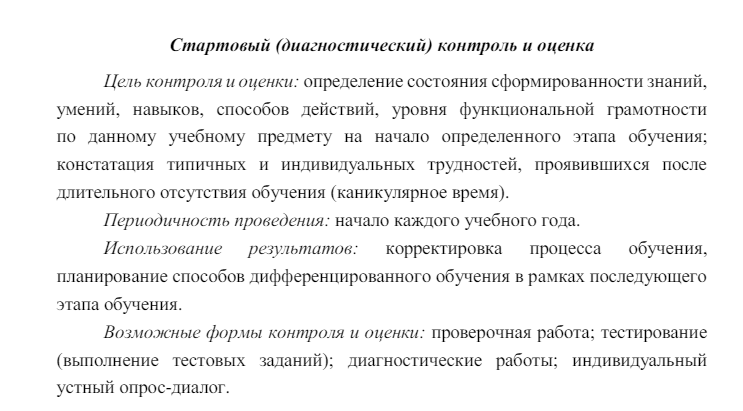 Стартовый (диагностический) контроль и оценка
Цель контроля и оценки: определение состояния сформированности знаний,
умений, навыков, способов действий, уровня функциональной грамотности
по данному учебному предмету на начало определенного этапа обучения;
констатация типичных и индивидуальных трудностей, проявившихся после
длительного отсутствия обучения (каникулярное время).
Периодичность проведения: начало каждого учебного года.
Использование результатов: корректировка процесса обучения,
планирование способов дифференцированного обучения в рамках последующего
этапа обучения.
Возможные формы контроля и оценки: проверочная работа; тестирование
(выполнение тестовых заданий); диагностические работы; индивидуальный
устный опрос-диалог.